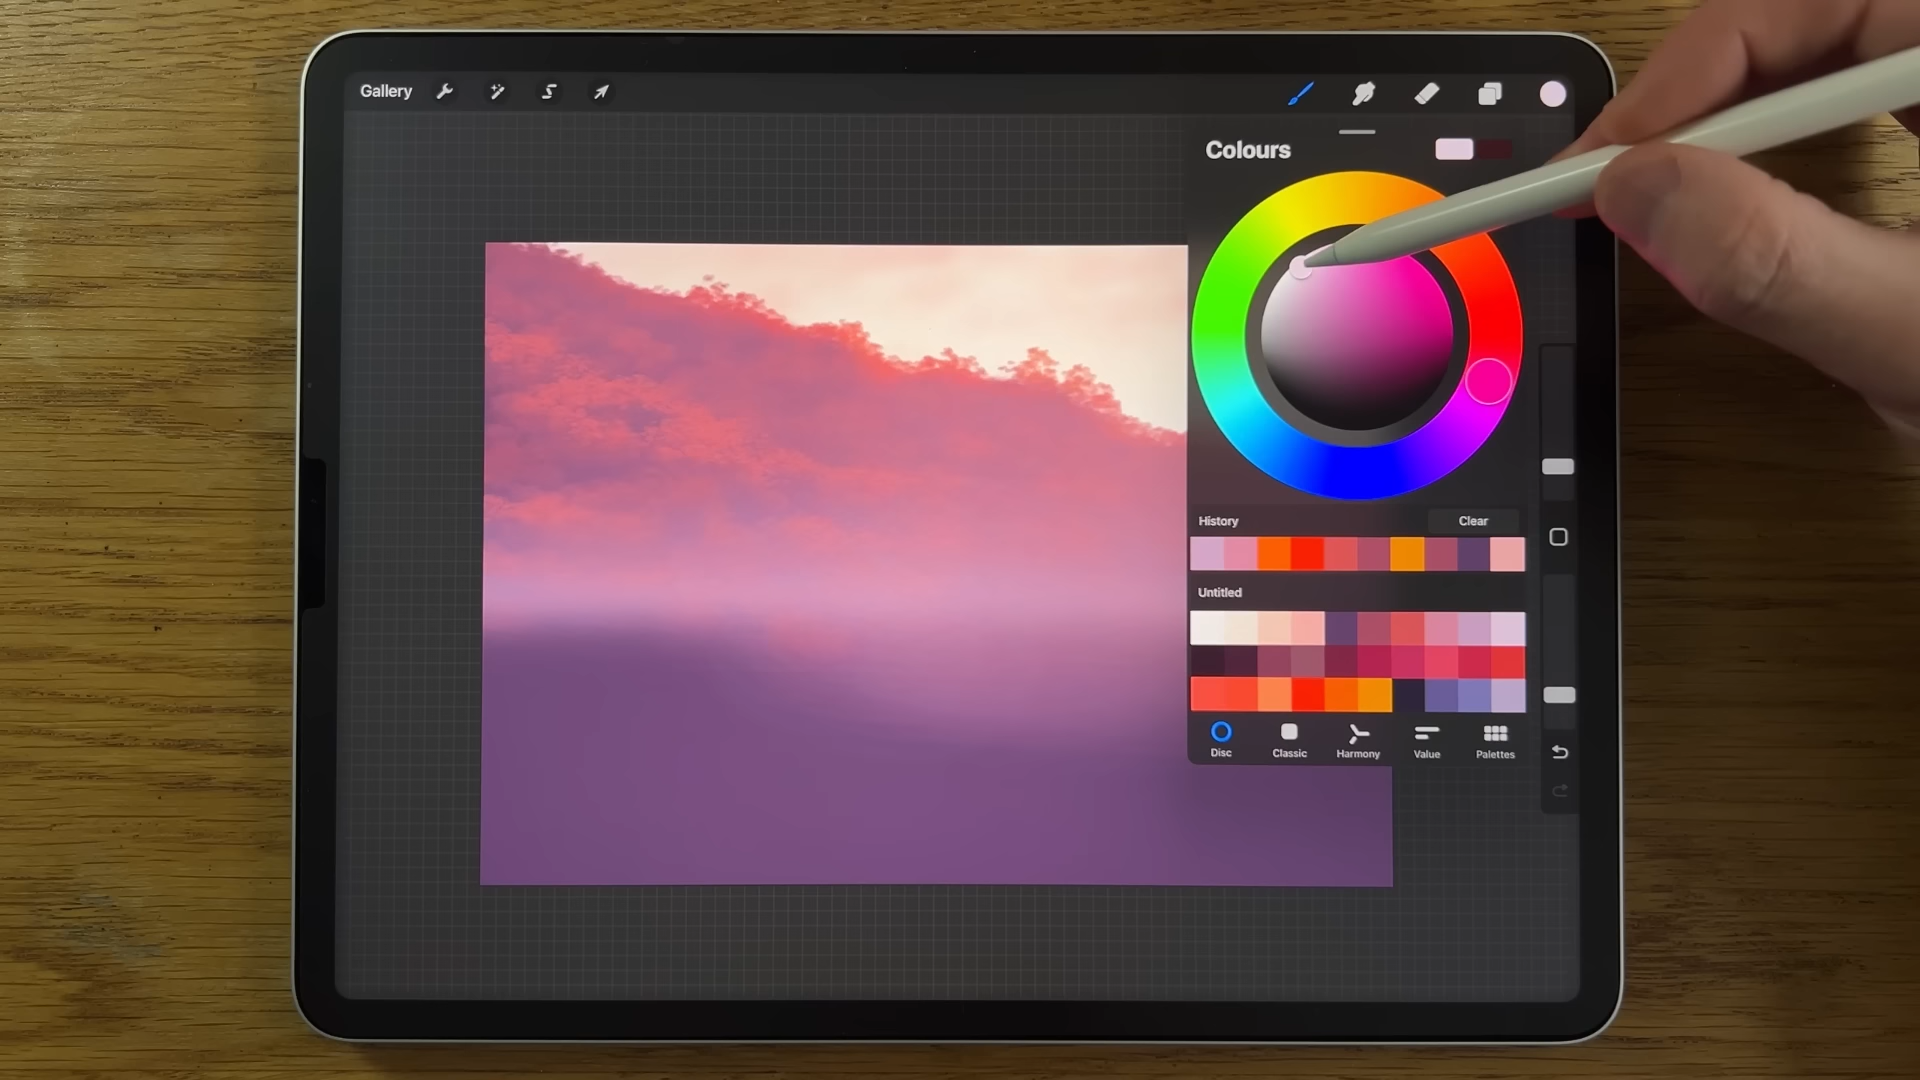 Gallery
Colours
History
Clear
Untitled
Disc
Classic
Harmony
Value
Palettes